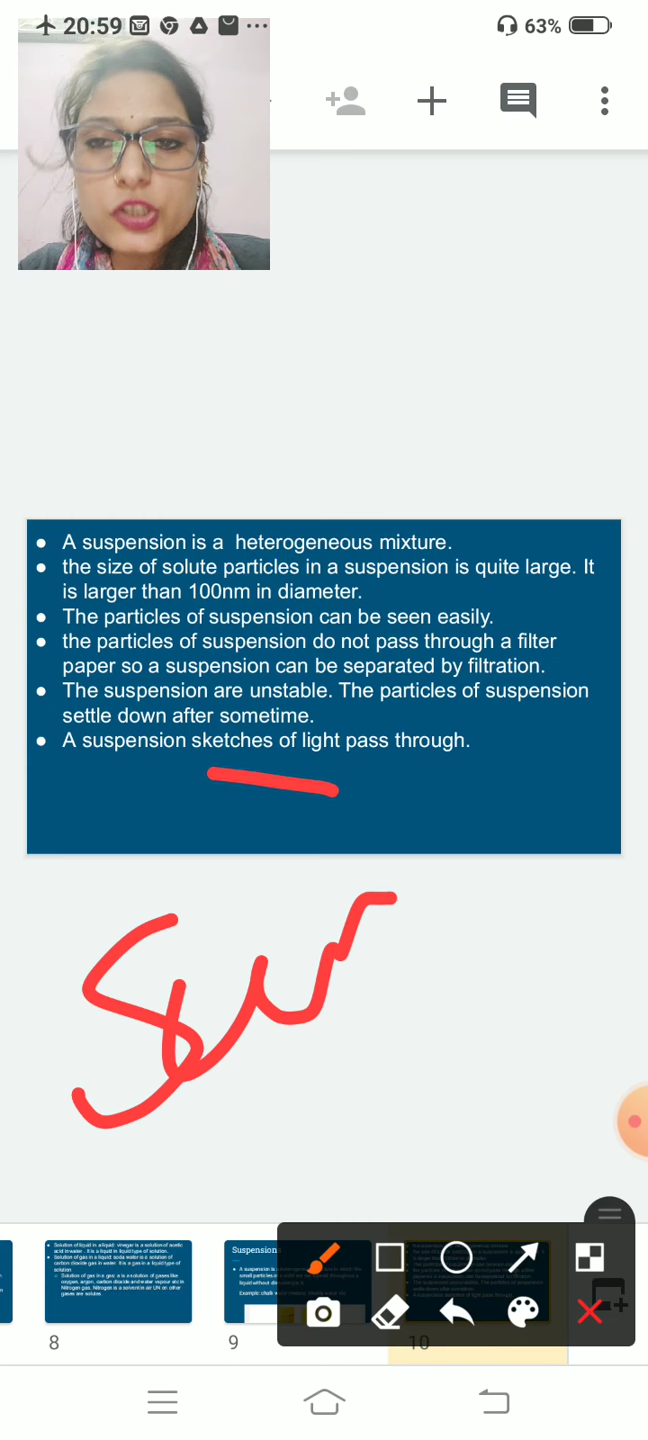 20:59
63%
A suspension is a heterogeneous mixture.
the size of solute particles in a suspension is quite large. It
is larger than 100nm in diameter.
The particles of suspension can be seen easily.
the particles of suspension do not pass through a filter
paper so a suspension can be separated by filtration.
The suspension are unstable. The particles of suspension
settle down after sometime.
A suspension sketches of light pass through.
Suspension
8
9
10